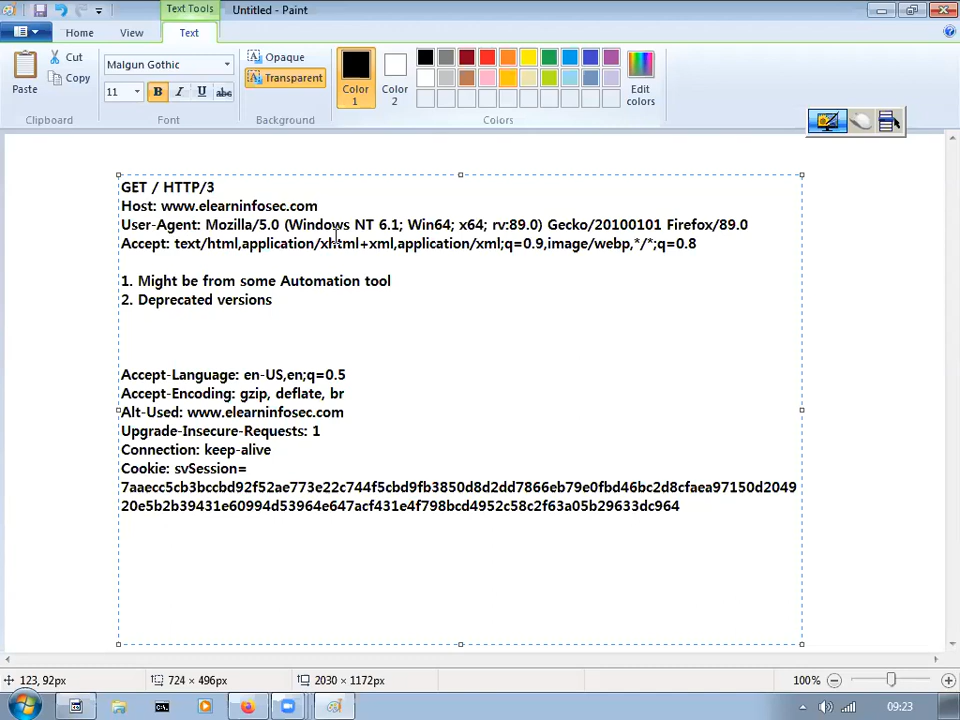 Text Tools
Untitled - Paint
Home
View
Text
Paste
Cut
Copy
Clipboard
Malgun Gothic
11
B
I
U
abc
Font
Opaque
Transparent
Background
Color
1
Color
2
Edit
colors
Colors
GET / HTTP/3
Host: www.elearninfosec.com
User-Agent: Mozilla/5.0 (Windows NT 6.1; Win64; x64; rv:89.0) Gecko/20100101 Firefox/89.0
Accept: text/html,application/xhtml+xml,application/xml;q=0.9,image/webp,*/*;q=0.8
1. Might be from some Automation tool
2. Deprecated versions
Accept-Language: en-US,en;q=0.5
Accept-Encoding: gzip, deflate, br
Alt-Used: www.elearninfosec.com
Upgrade-Insecure-Requests: 1
Connection: keep-alive
Cookie: svSession=
7aaecc5cb3bccbd92f52ae773e22c744f5cbd9fb3850d8d2dd7866eb79e0fbd46bc2d8cfaea97150d2049
20e5b2b39431e60994d53964e647acf431e4f798bcd4952c58c2f63a05b29633dc964
123, 92px
724 × 496px
2030 × 1172px
100%
09:23